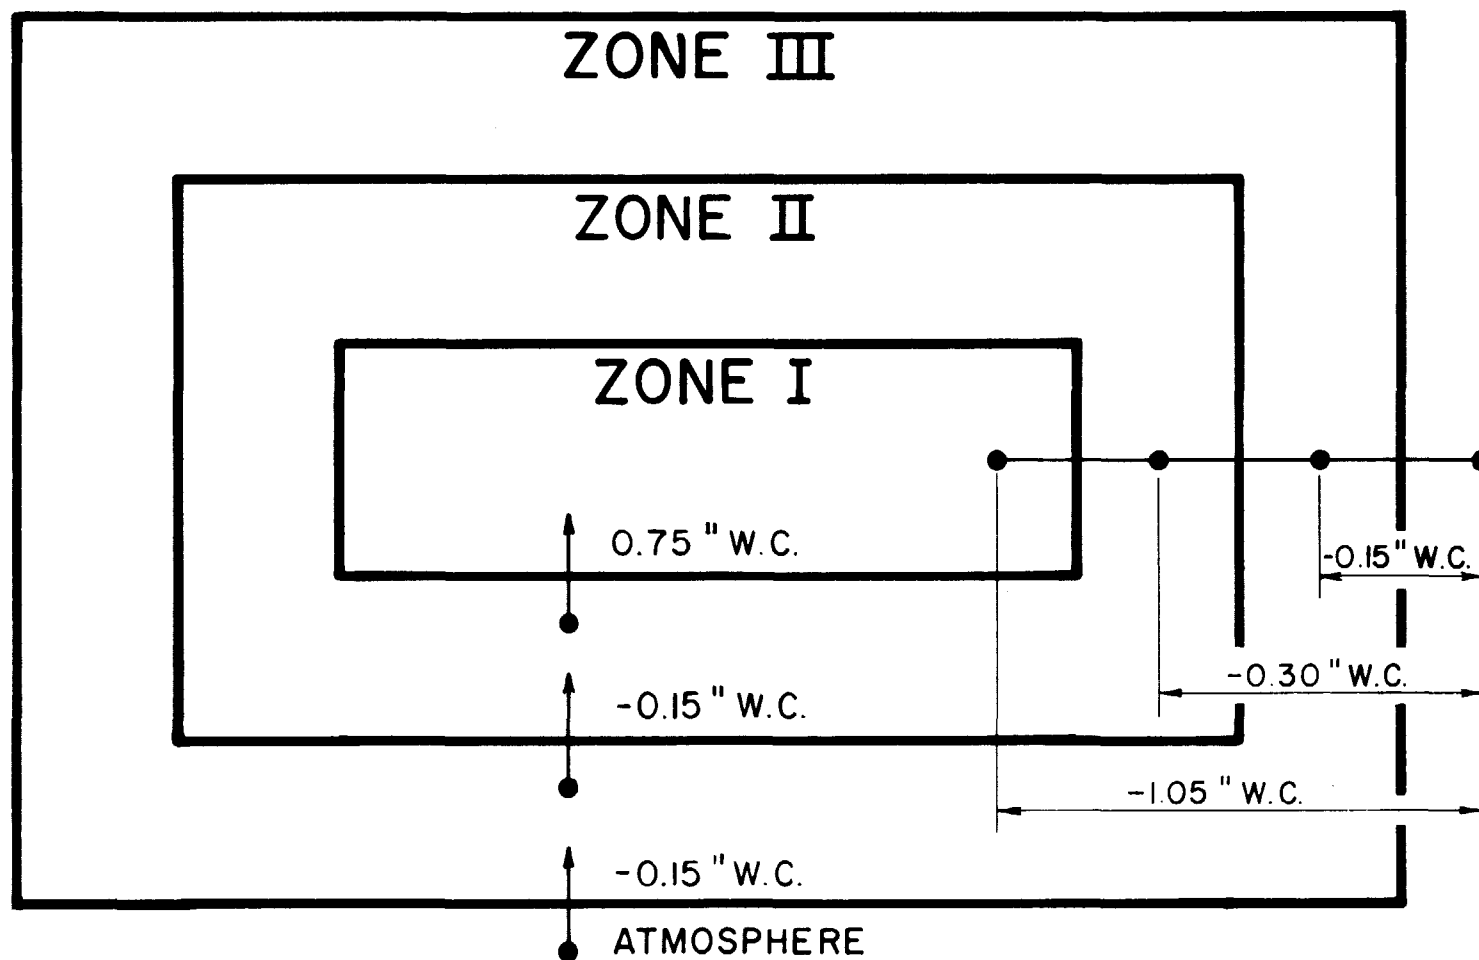 ZONE III
ZONE II
ZONE I
0.75 " W.C.
-0.15" W.C.
-0.30 " W.C.
-0.15 " W.C.
-1.05 " W.C.
-0.15 " W.C.
ATMOSPHERE